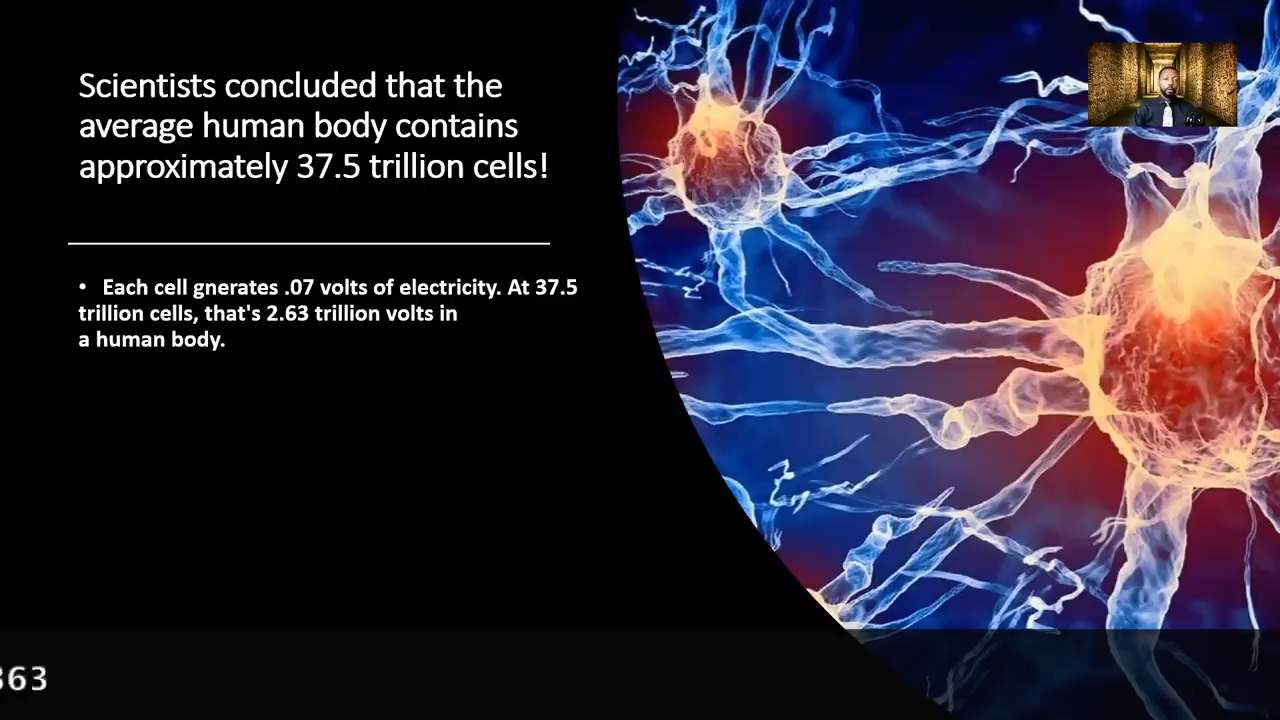 Scientists concluded that the
average human body contains
approximately 37.5 trillion cells!
• Each cell gnerates .07 volts of electricity. At 37.5
trillion cells, that's 2.63 trillion volts in
a human body.
363